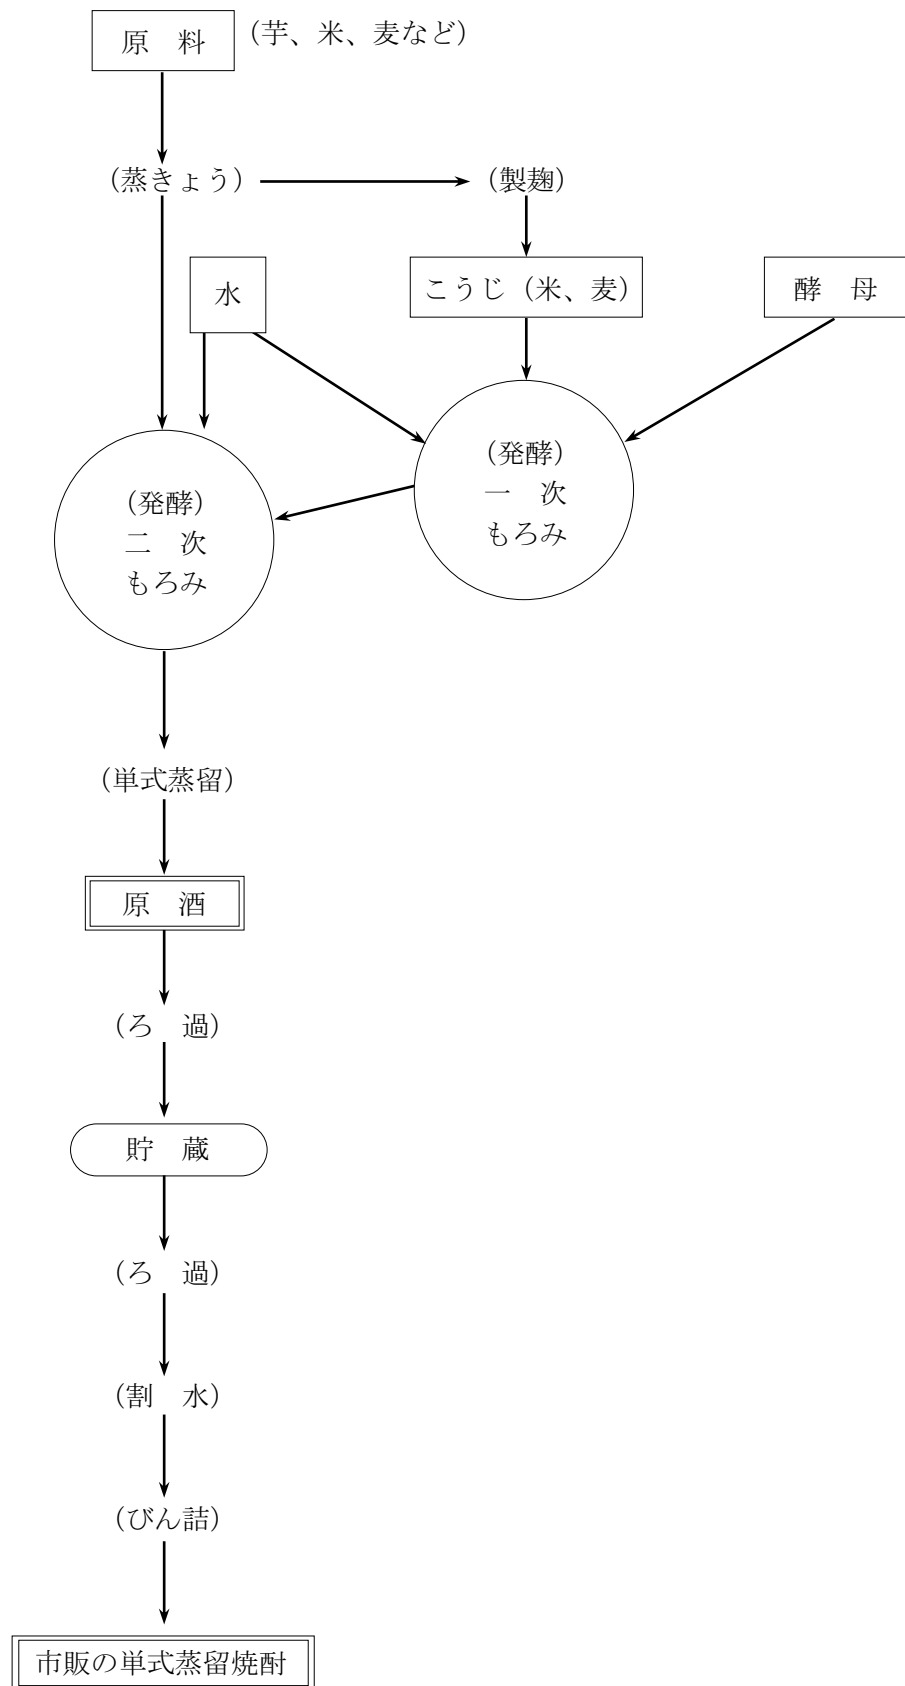 原　料
（芋、米、麦など）
（蒸きょう）
（製麹）
水
こうじ（米、麦）
酵　母
（発酵）
一　次
もろみ
（発酵）
二　次
もろみ
（単式蒸留）
原　酒
（ろ　過）
貯　蔵
（ろ　過）
（割　水）
（びん詰）
市販の単式蒸留焼酎